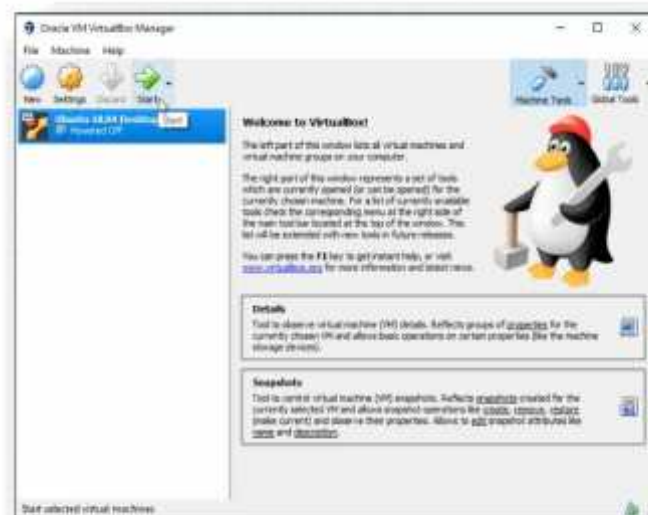 Oracle VM VirtualBox Manager
File Machine Help
New Settings Discard Start
Machine Tools Global Tools
Ubuntu 18.04 Desktop
Start
Powered Off
Welcome to VirtualBox!
The left part of this window lists all virtual machines and
virtual machine groups on your computer.
The right part of this window represents a set of tools
which are currently opened (or can be opened) for the
currently chosen machine. For a list of currently available
tools check the corresponding menu at the right side of
the main tool bar located at the top of the window. This
list will be extended with new tools in future releases.
You can press the F1 key to get instant help, or visit
www.virtualbox.org for more information and latest news.
Details
Tool to observe virtual machine (VM) details. Reflects groups of properties for the
currently chosen VM and allows basic operations on certain properties (like the machine
storage devices).
Snapshots
Tool to control virtual machine (VM) snapshots. Reflects snapshots created for the
currently selected VM and allows snapshot operations like create, remove, restore
(make current) and observe their properties. Allows to edit snapshot attributes like
name and description.
Start selected virtual machines